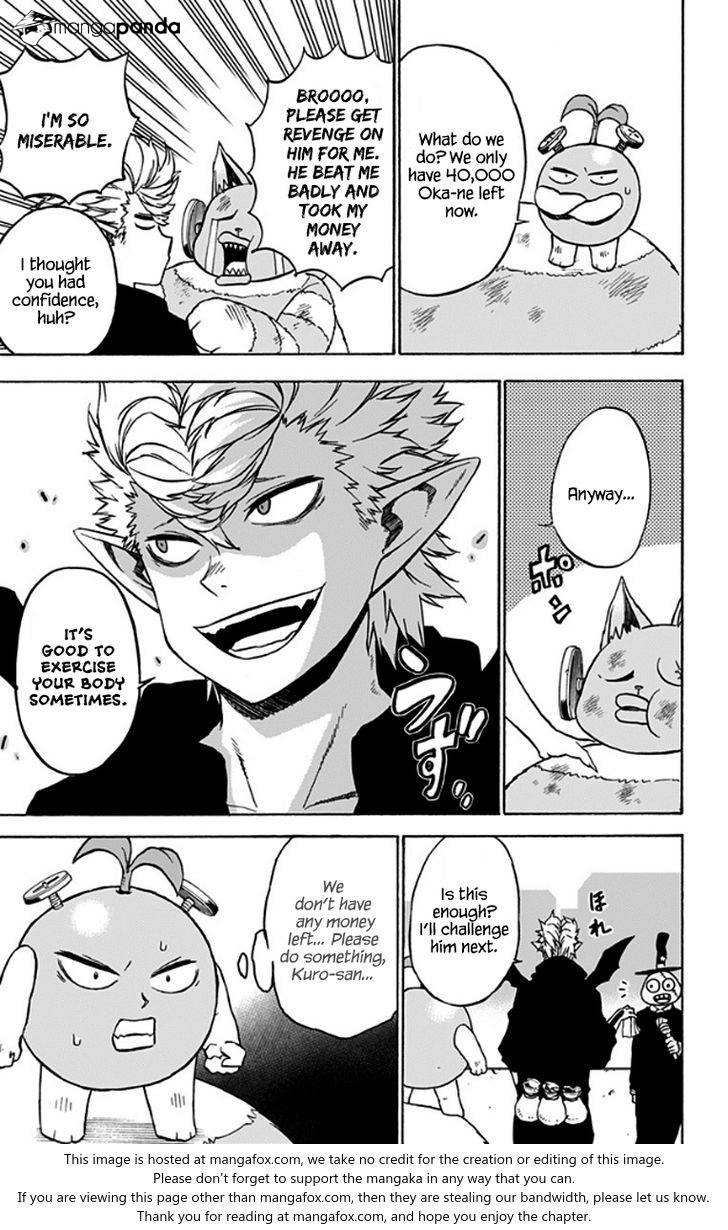 mangapanda
What do we
do? We only
have 40,000
Oka-ne left
now.
BROOOO,
PLEASE GET
REVENGE ON
HIM FOR ME.
HE BEAT ME
BADLY AND
TOOK MY
MONEY
AWAY.
I'M SO
MISERABLE.
I thought
you had
confidence,
huh?
Anyway...
ポンッ
IT'S
GOOD TO
EXERCISE
YOUR BODY
SOMETIMES.
うずっ
Is this
enough?
I'll challenge
him next.
ほれ
We
don't have
any money
left... Please
do something,
Kuro-san...
This image is hosted at mangafox.com, we take no credit for the creation or editing of this image.
Please don't forget to support the mangaka in any way that you can.
If you are viewing this page other than mangafox.com, then they are stealing our bandwidth, please let us know.
Thank you for reading at mangafox.com, and hope you enjoy the chapter.